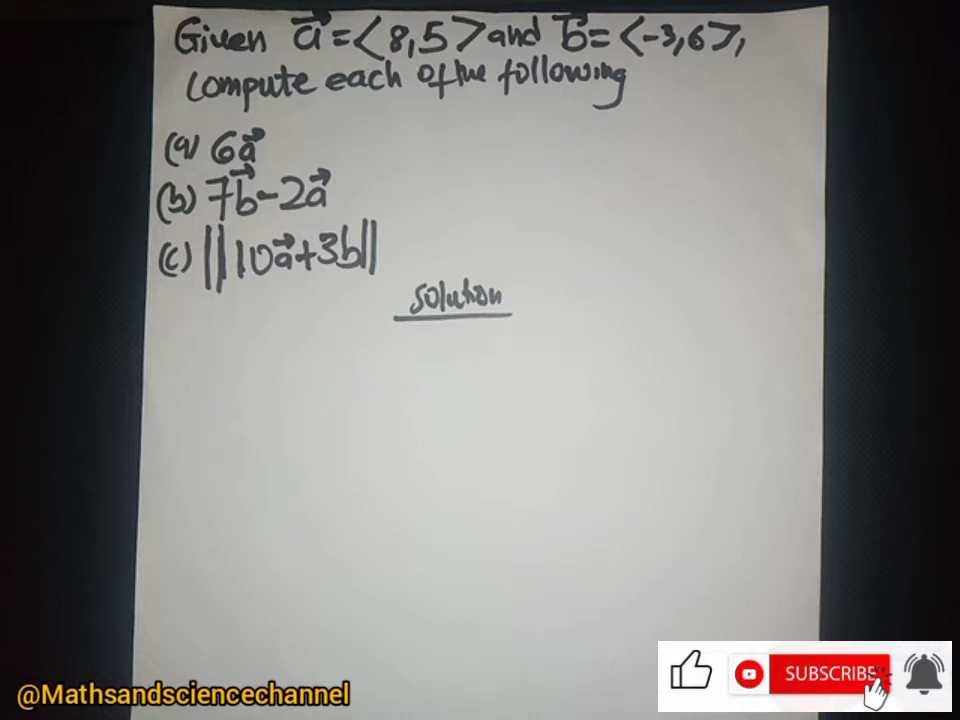 Given a⃗ = < 8, 5 > and b⃗ = < -3, 6 >,
compute each of the following
(a) 6a⃗
(b) 7b⃗ - 2a⃗
(c) || 10a⃗ + 3b ||
Solution
SUBSCRIBE
@Mathsandsciencechannel